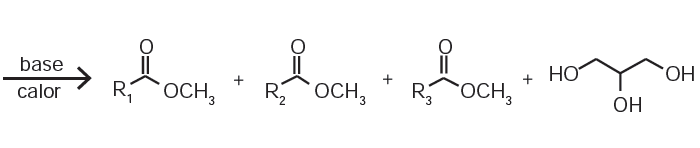 base
calor
O
R₁ OCH₃
+
O
R₂ OCH₃
+
O
R₃ OCH₃
+
HO OH
OH